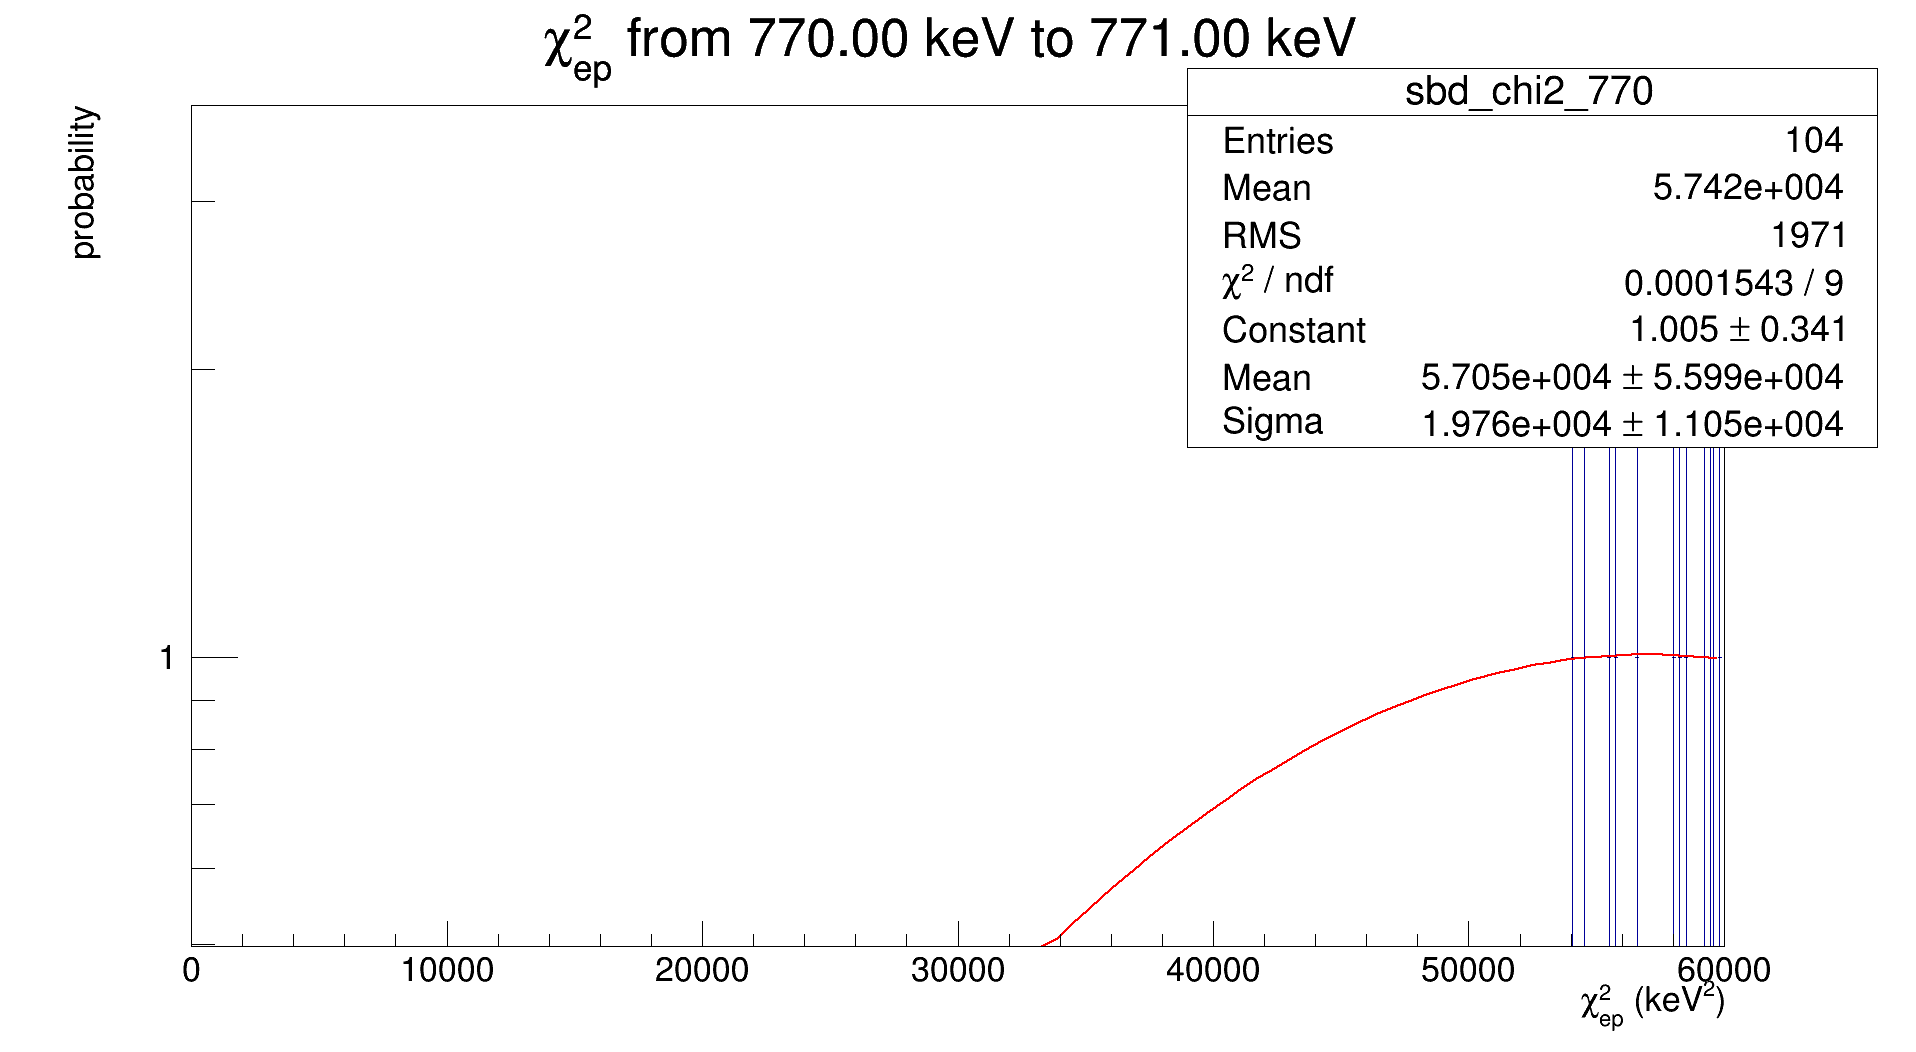 χ²ep from 770.00 keV to 771.00 keV
probability
sbd_chi2_770
Entries 104
Mean 5.742e+004
RMS 1971
χ² / ndf 0.0001543 / 9
Constant 1.005 ± 0.341
Mean 5.705e+004 ± 5.599e+004
Sigma 1.976e+004 ± 1.105e+004
1
0 10000 20000 30000 40000 50000 60000
χ²ep (keV²)